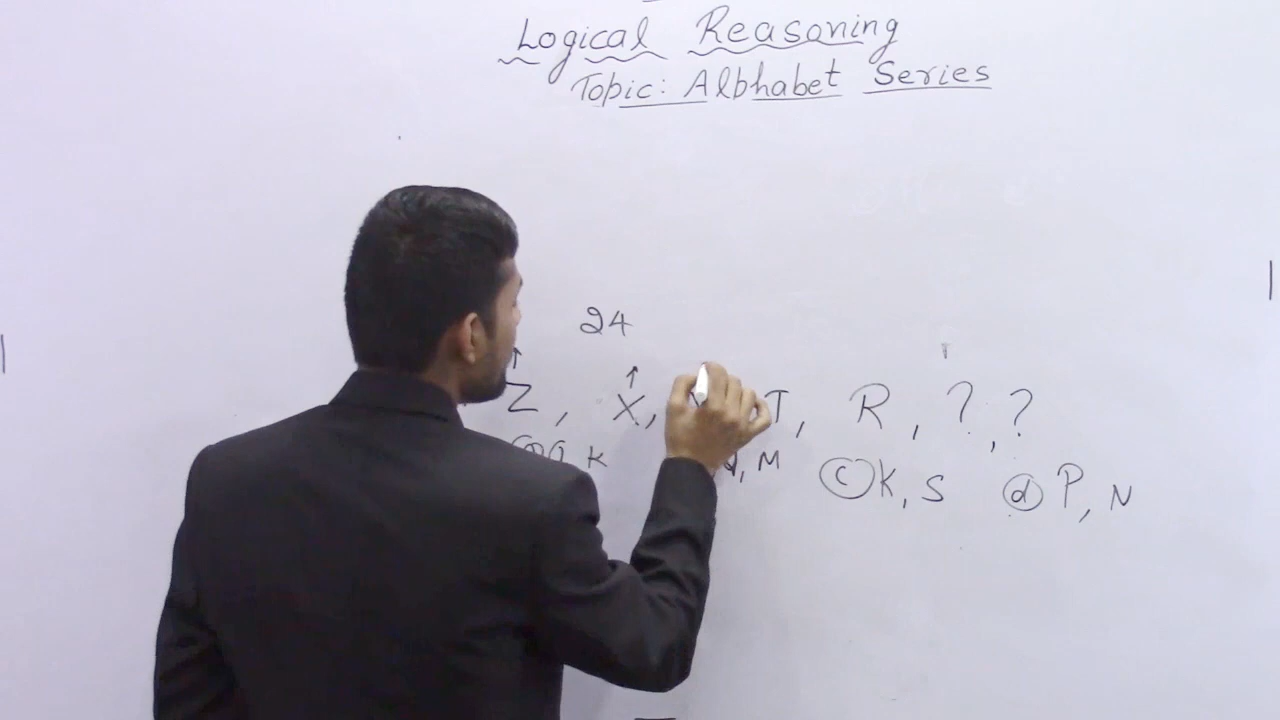 Logical Reasoning
Topic: Albhabet Series
24
Z, X, T, R, ?, ?
K M (c) K, S (d) P, N